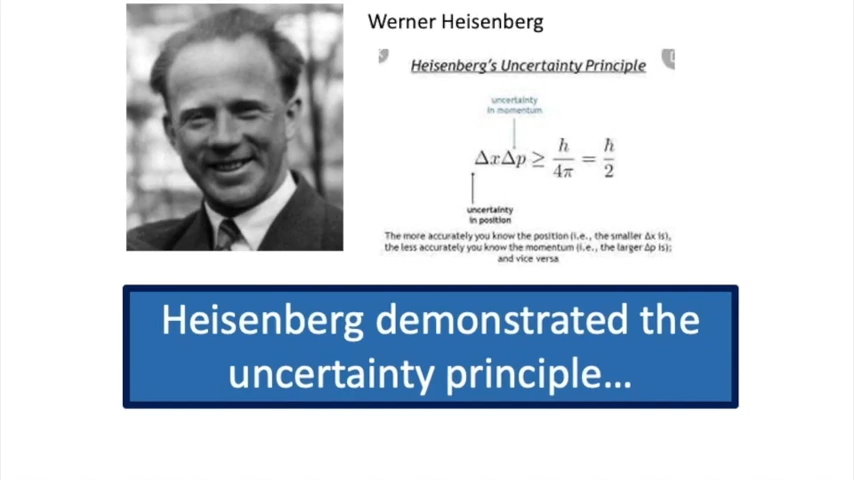 Werner Heisenberg
Heisenberg's Uncertainty Principle
uncertainty
in momentum
ΔxΔp ≥ h/4π = ħ/2
uncertainty
in position
The more accurately you know the position (i.e., the smaller Δx is),
the less accurately you know the momentum (i.e., the larger Δp is);
and vice versa
Heisenberg demonstrated the
uncertainty principle...